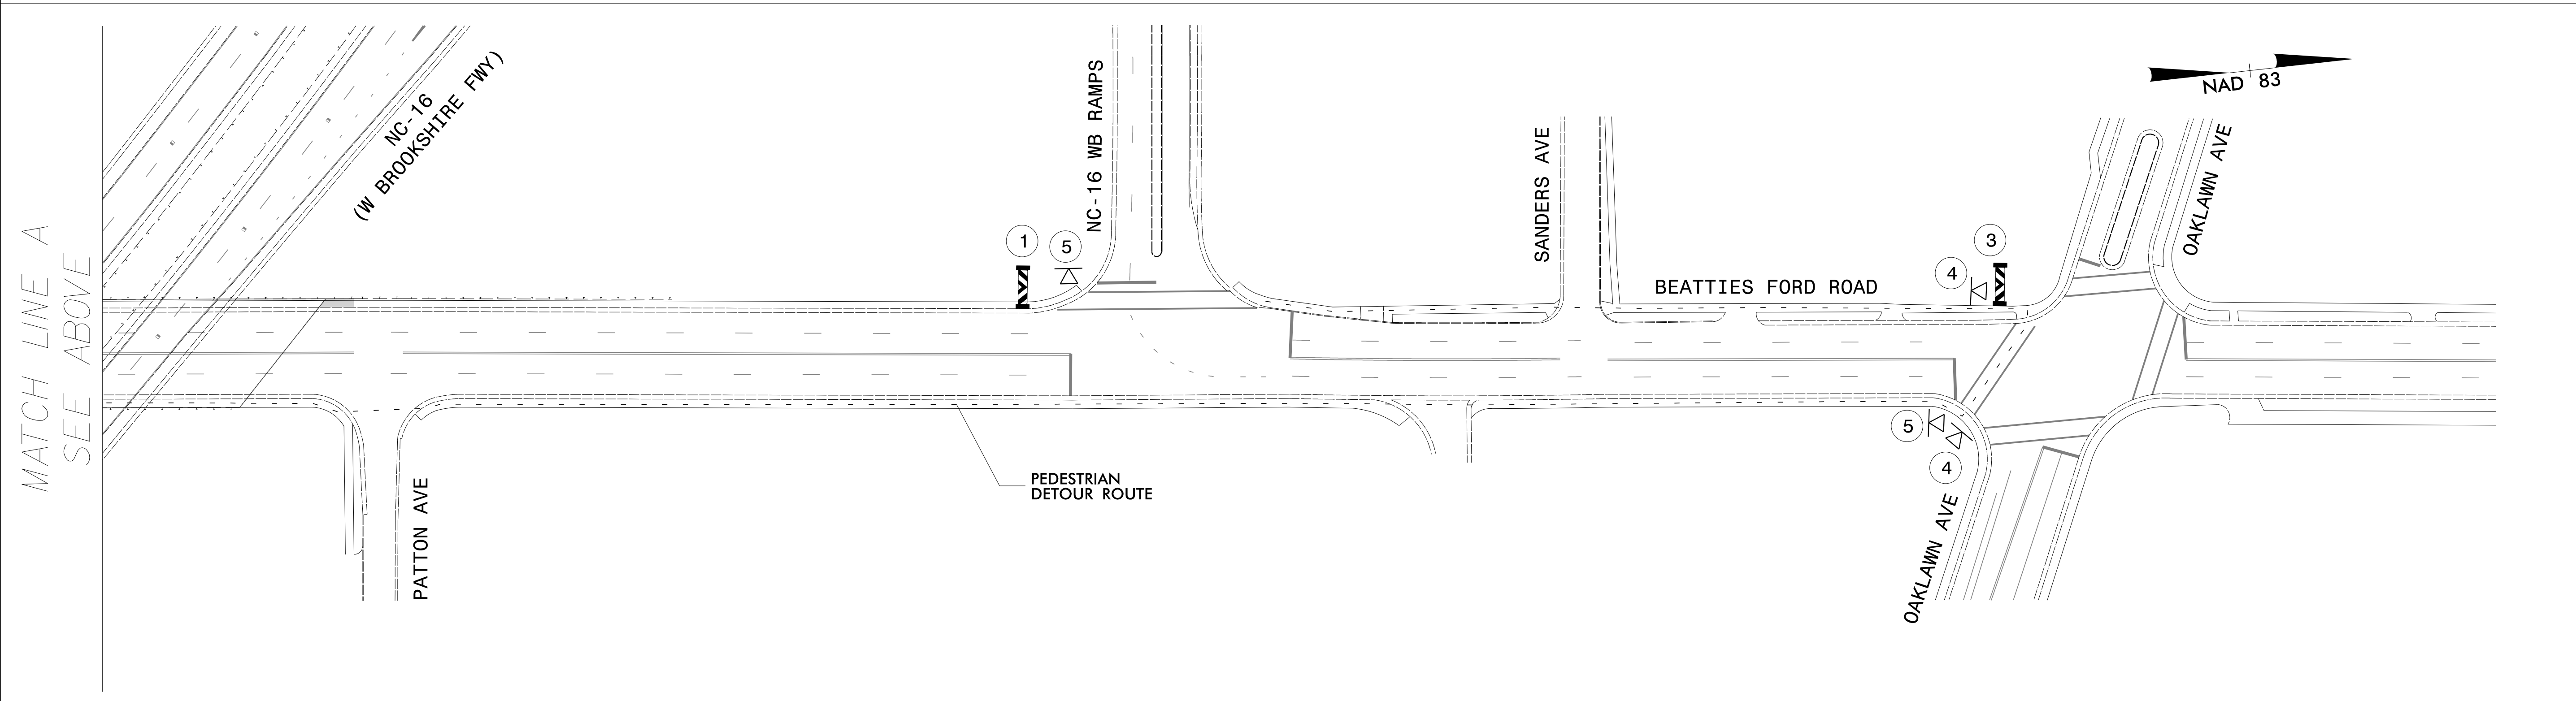 MATCH LINE A
SEE ABOVE
NC-16
(W BROOKSHIRE FWY)
PATTON AVE
1
5
NC-16 WB RAMPS
PEDESTRIAN
DETOUR ROUTE
SANDERS AVE
BEATTIES FORD ROAD
4
3
5
4
OAKLAWN AVE
OAKLAWN AVE
NAD 83